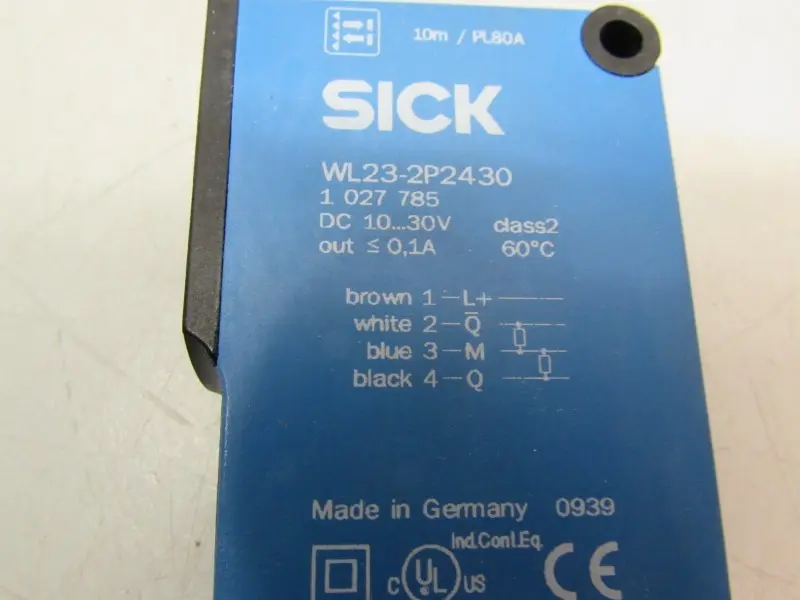 10m / PL80A
SICK
WL23-2P2430
1 027 785
DC 10...30V class2
out ≤ 0,1A 60°C
brown 1 - L+
white 2 - Q̅
blue 3 - M
black 4 - Q
Made in Germany 0939
Ind.Cont.Eq.
C UL US CE